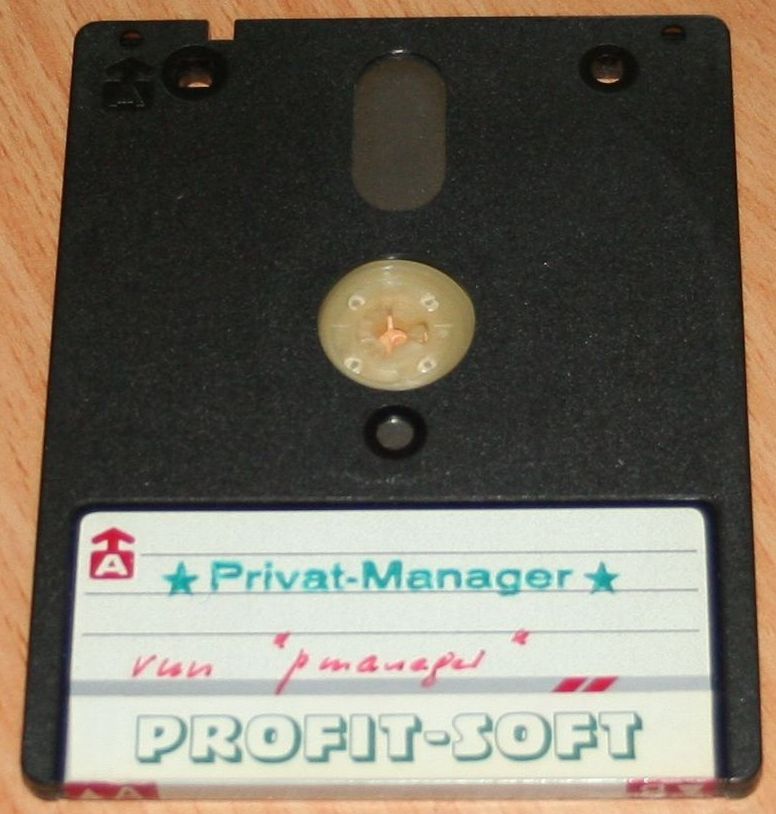 A
★ Privat-Manager ★
run "pmanager"
PROFIT-SOFT